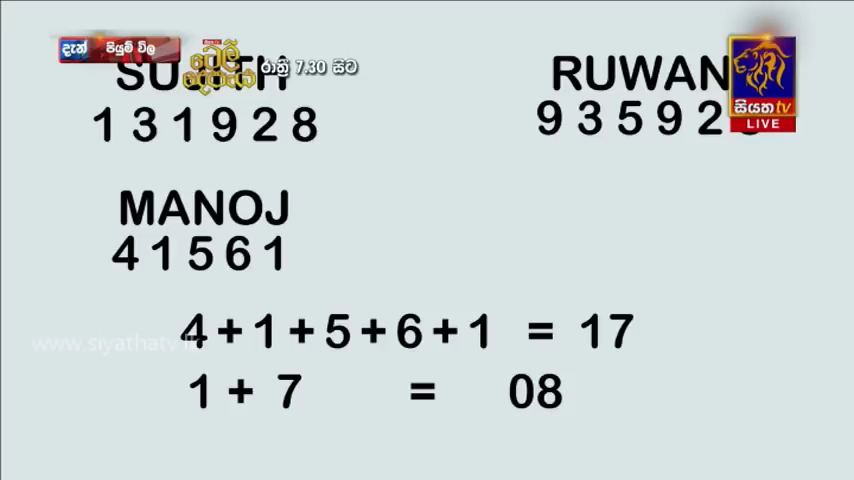 දැන් පියුම් විල
රාත්‍රී 7.30 සිට
RUWAN
සියත tv
LIVE
1 3 1 9 2 8
9 3 5 9 2
MANOJ
4 1 5 6 1
4 + 1 + 5 + 6 + 1 = 17
www.siyathatv.lk
1 + 7 = 08